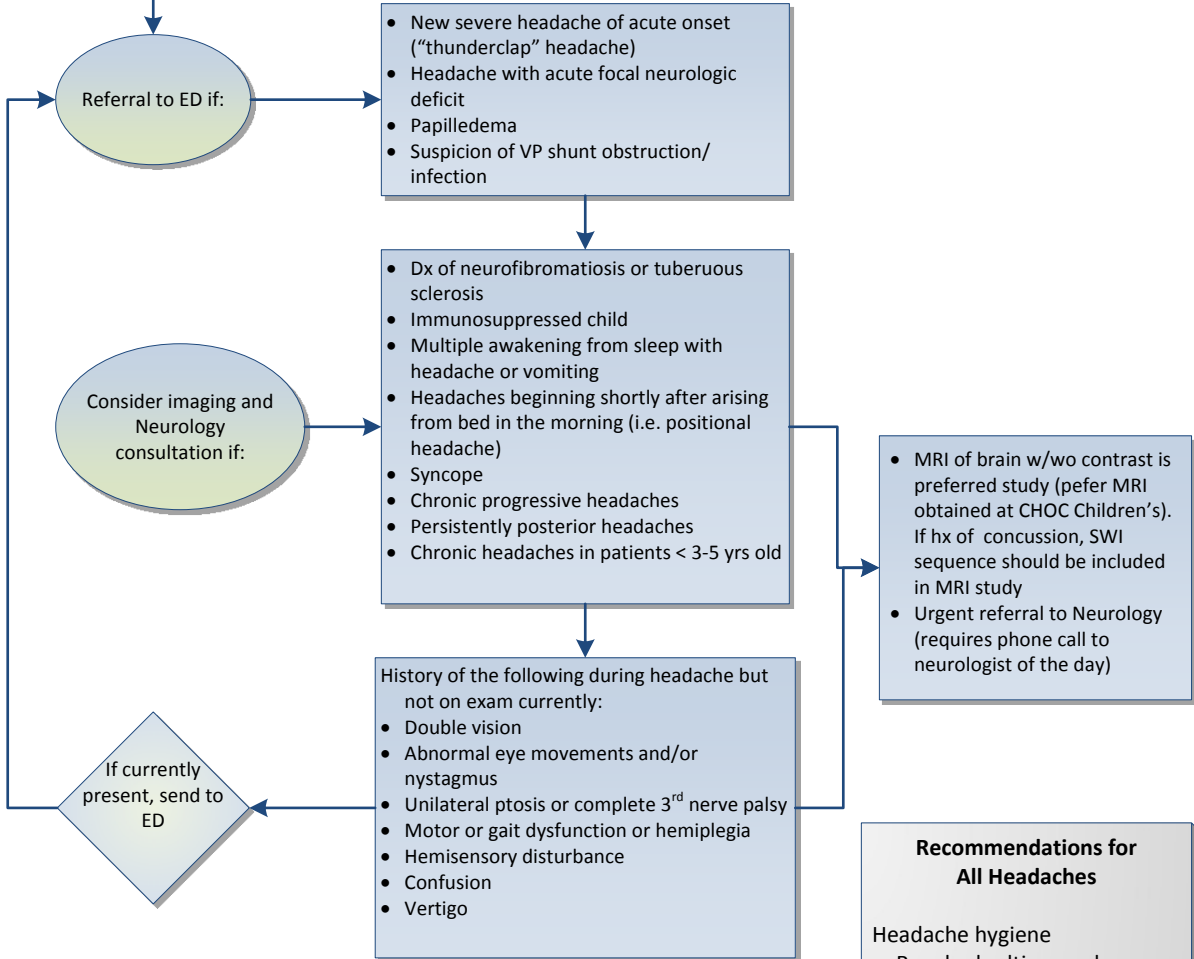 Referral to ED if:
• New severe headache of acute onset
(“thunderclap” headache)
• Headache with acute focal neurologic
deficit
• Papilledema
• Suspicion of VP shunt obstruction/
infection
Consider imaging and
Neurology
consultation if:
• Dx of neurofibromatiosis or tuberuous
sclerosis
• Immunosuppressed child
• Multiple awakening from sleep with
headache or vomiting
• Headaches beginning shortly after arising
from bed in the morning (i.e. positional
headache)
• Syncope
• Chronic progressive headaches
• Persistently posterior headaches
• Chronic headaches in patients < 3-5 yrs old
• MRI of brain w/wo contrast is
preferred study (pefer MRI
obtained at CHOC Children’s).
If hx of concussion, SWI
sequence should be included
in MRI study
• Urgent referral to Neurology
(requires phone call to
neurologist of the day)
If currently
present, send to
ED
History of the following during headache but
not on exam currently:
• Double vision
• Abnormal eye movements and/or
nystagmus
• Unilateral ptosis or complete 3rd nerve palsy
• Motor or gait dysfunction or hemiplegia
• Hemisensory disturbance
• Confusion
• Vertigo
Recommendations for
All Headaches
Headache hygiene